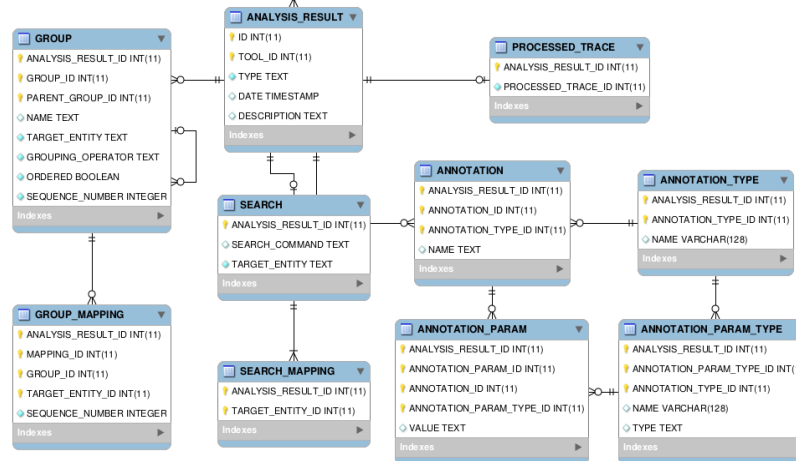 ANALYSIS_RESULT
ID INT(11)
TOOL_ID INT(11)
TYPE TEXT
DATE TIMESTAMP
DESCRIPTION TEXT
Indexes
GROUP
ANALYSIS_RESULT_ID INT(11)
GROUP_ID INT(11)
PARENT_GROUP_ID INT(11)
NAME TEXT
TARGET_ENTITY TEXT
GROUPING_OPERATOR TEXT
ORDERED BOOLEAN
SEQUENCE_NUMBER INTEGER
Indexes
PROCESSED_TRACE
ANALYSIS_RESULT_ID INT(11)
PROCESSED_TRACE_ID INT(11)
Indexes
SEARCH
ANALYSIS_RESULT_ID INT(11)
SEARCH_COMMAND TEXT
TARGET_ENTITY TEXT
Indexes
ANNOTATION
ANALYSIS_RESULT_ID INT(11)
ANNOTATION_ID INT(11)
ANNOTATION_TYPE_ID INT(11)
NAME TEXT
Indexes
ANNOTATION_TYPE
ANALYSIS_RESULT_ID INT(11)
ANNOTATION_TYPE_ID INT(11)
NAME VARCHAR(128)
Indexes
GROUP_MAPPING
ANALYSIS_RESULT_ID INT(11)
MAPPING_ID INT(11)
GROUP_ID INT(11)
TARGET_ENTITY_ID INT(11)
SEQUENCE_NUMBER INTEGER
Indexes
SEARCH_MAPPING
ANALYSIS_RESULT_ID INT(11)
TARGET_ENTITY_ID INT(11)
Indexes
ANNOTATION_PARAM
ANALYSIS_RESULT_ID INT(11)
ANNOTATION_PARAM_ID INT(11)
ANNOTATION_ID INT(11)
ANNOTATION_PARAM_TYPE_ID INT(11)
VALUE TEXT
Indexes
ANNOTATION_PARAM_TYPE
ANALYSIS_RESULT_ID INT(11)
ANNOTATION_PARAM_TYPE_ID INT(1
ANNOTATION_TYPE_ID INT(11)
NAME VARCHAR(128)
TYPE TEXT
Indexes